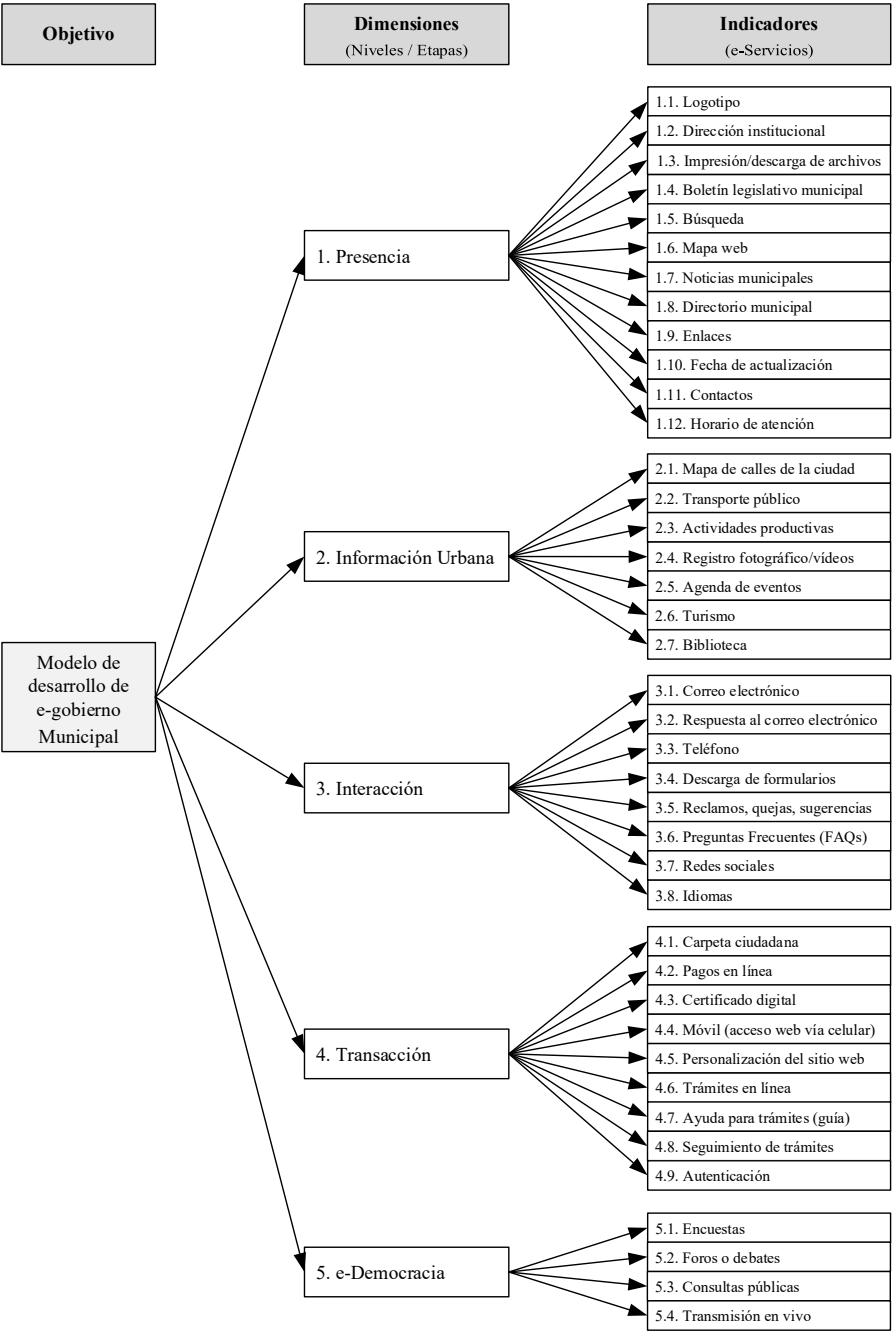 Objetivo
Dimensiones
(Niveles / Etapas)
Indicadores
(e-Servicios)
Modelo de
desarrollo de
e-gobierno
Municipal
1. Presencia
1.1. Logotipo
1.2. Dirección institucional
1.3. Impresión/descarga de archivos
1.4. Boletín legislativo municipal
1.5. Búsqueda
1.6. Mapa web
1.7. Noticias municipales
1.8. Directorio municipal
1.9. Enlaces
1.10. Fecha de actualización
1.11. Contactos
1.12. Horario de atención
2. Información Urbana
2.1. Mapa de calles de la ciudad
2.2. Transporte público
2.3. Actividades productivas
2.4. Registro fotográfico/vídeos
2.5. Agenda de eventos
2.6. Turismo
2.7. Biblioteca
3. Interacción
3.1. Correo electrónico
3.2. Respuesta al correo electrónico
3.3. Teléfono
3.4. Descarga de formularios
3.5. Reclamos, quejas, sugerencias
3.6. Preguntas Frecuentes (FAQs)
3.7. Redes sociales
3.8. Idiomas
4. Transacción
4.1. Carpeta ciudadana
4.2. Pagos en línea
4.3. Certificado digital
4.4. Móvil (acceso web vía celular)
4.5. Personalización del sitio web
4.6. Trámites en línea
4.7. Ayuda para trámites (guía)
4.8. Seguimiento de trámites
4.9. Autenticación
5. e-Democracia
5.1. Encuestas
5.2. Foros o debates
5.3. Consultas públicas
5.4. Transmisión en vivo